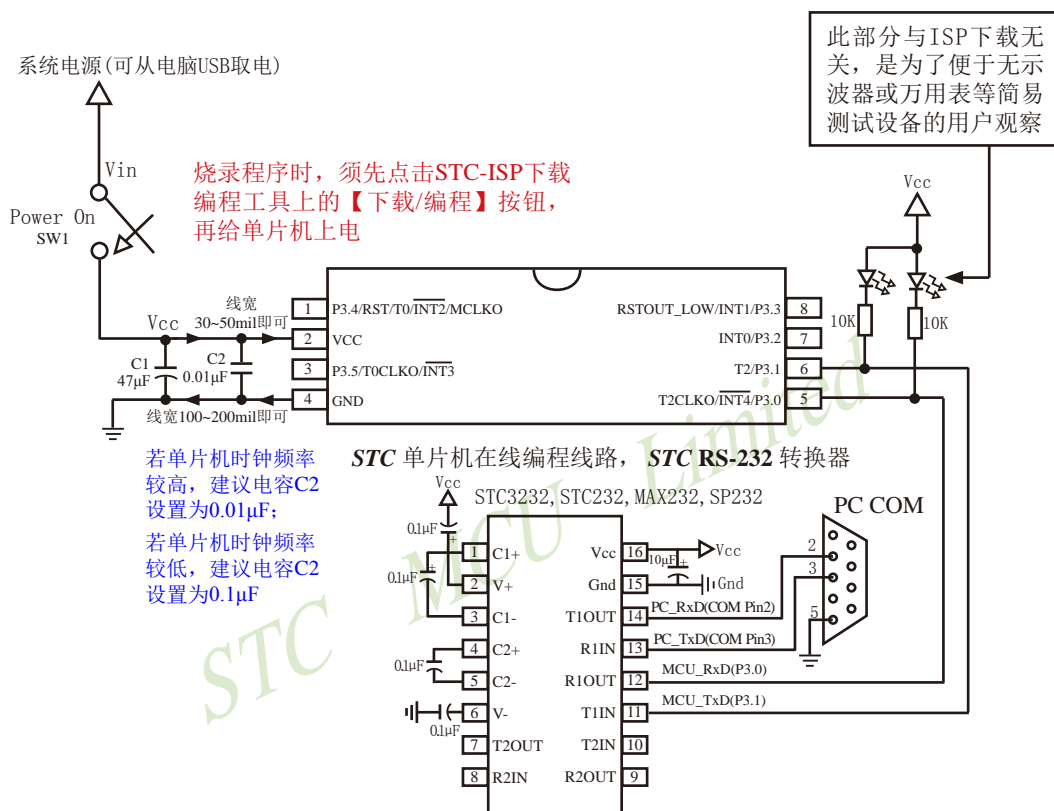 系统电源(可从电脑USB取电)
Vin
Power On
SW1
烧录程序时，须先点击STC-ISP下载
编程工具上的【下载/编程】按钮，
再给单片机上电
此部分与ISP下载无
关，是为了便于无示
波器或万用表等简易
测试设备的用户观察
Vcc
10K
10K
线宽
30~50mil即可
Vcc
C1
47μF
C2
0.01μF
线宽100~200mil即可
1 P3.4/RST/T0/INT2/MCLKO
2 VCC
3 P3.5/T0CLKO/INT3
4 GND
RSTOUT_LOW/INT1/P3.3 8
INT0/P3.2 7
T2/P3.1 6
T2CLKO/INT4/P3.0 5
若单片机时钟频率
较高，建议电容C2
设置为0.01μF；
若单片机时钟频率
较低，建议电容C2
设置为0.1μF
STC 单片机在线编程线路， STC RS-232 转换器
STC3232,STC232,MAX232,SP232
Vcc
0.1μF
0.1μF
0.1μF
0.1μF
1 C1+
2 V+
3 C1-
4 C2+
5 C2-
6 V-
7 T2OUT
8 R2IN
Vcc 16
Gnd 15
T1OUT 14
R1IN 13
R1OUT 12
T1IN 11
T2IN 10
R2OUT 9
Vcc
10μF
Gnd
PC_RxD(COM Pin2)
PC_TxD(COM Pin3)
MCU_RxD(P3.0)
MCU_TxD(P3.1)
PC COM
2
3
5
STC MCU Limited